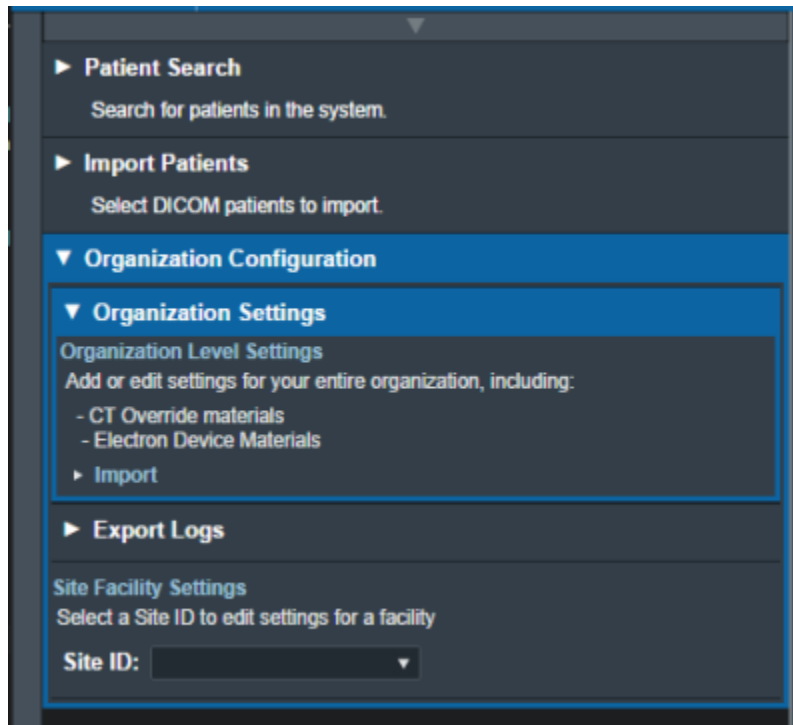 Patient Search
Search for patients in the system.
Import Patients
Select DICOM patients to import.
Organization Configuration
Organization Settings
Organization Level Settings
Add or edit settings for your entire organization, including:
- CT Override materials
- Electron Device Materials
Import
Export Logs
Site Facility Settings
Select a Site ID to edit settings for a facility
Site ID: